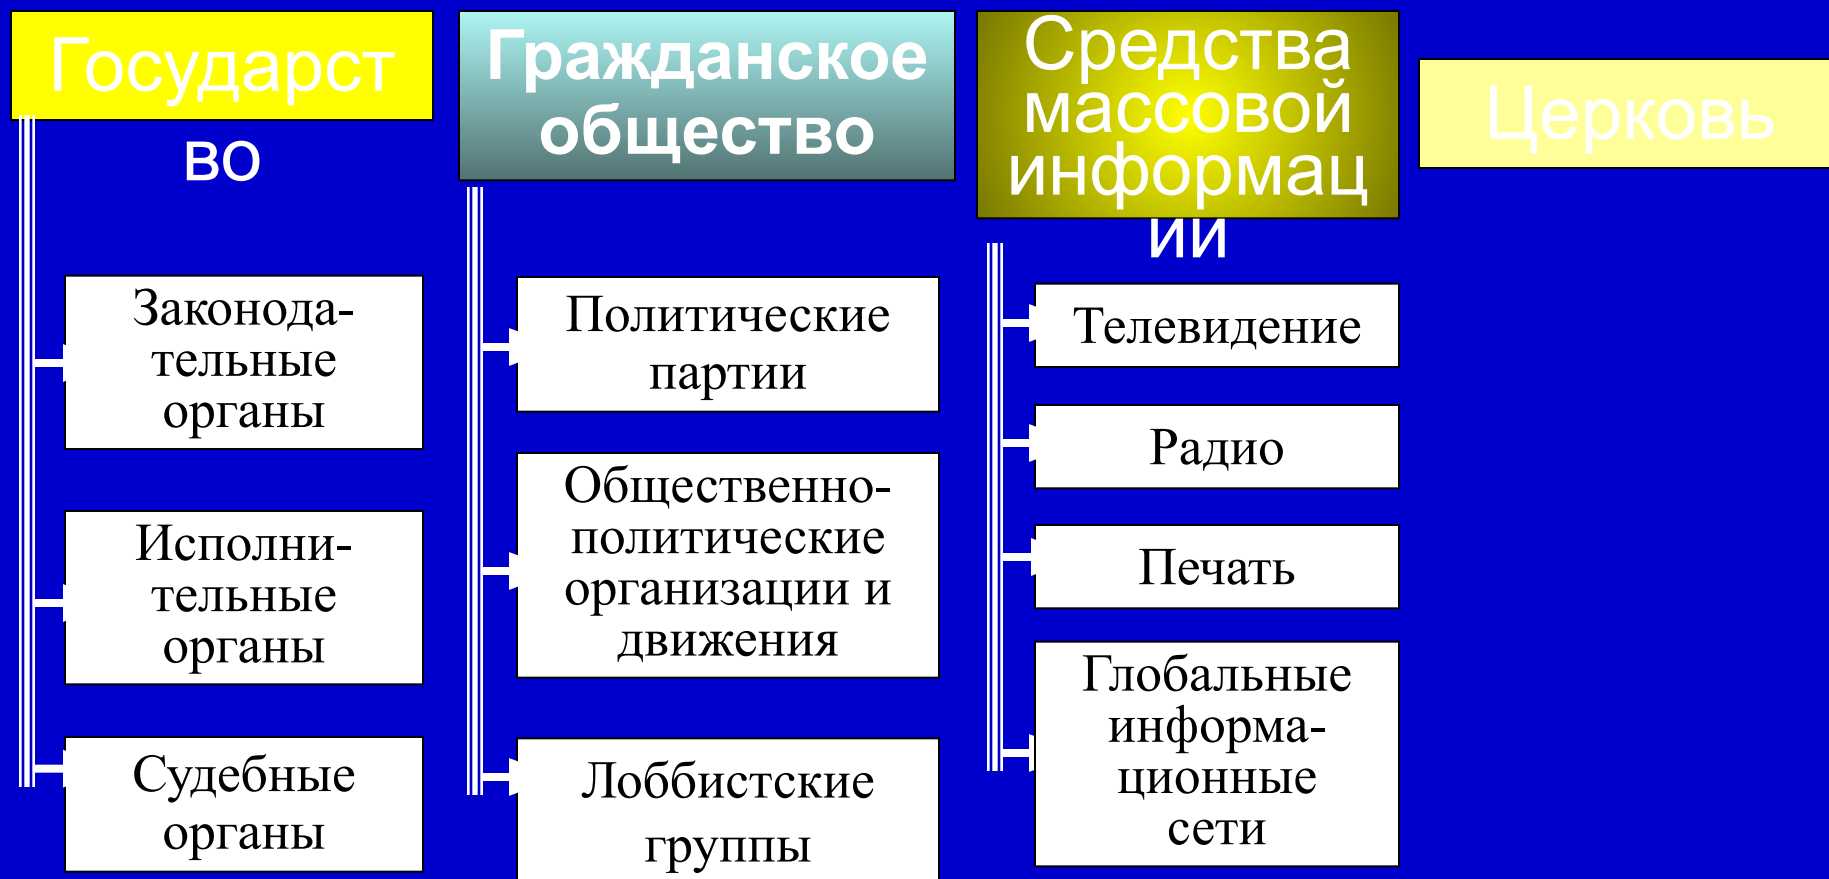 Государст
во
Законода-
тельные
органы
Исполни-
тельные
органы
Судебные
органы
Гражданское
общество
Политические
партии
Общественно-
политические
организации и
движения
Лоббистские
группы
Средства
массовой
информац
ии
Телевидение
Радио
Печать
Глобальные
информа-
ционные
сети
Церковь